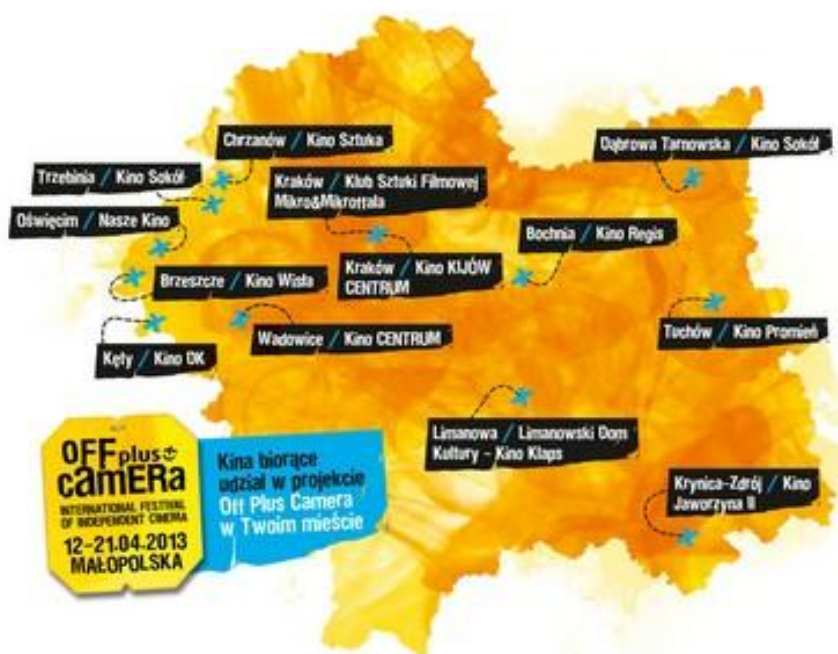 Chrzanów / Kino Sztuka
Dąbrowa Tarnowska / Kino Sokół
Trzebinia / Kino Sokół
Kraków / Klub Sztuki Filmowej
Mikro&Mikroffala
Oświęcim / Nasze Kino
Bochnia / Kino Regis
Brzeszcze / Kino Wisła
Kraków / Kino KIJÓW
CENTRUM
Kęty / Kino OK
Wadowice / Kino CENTRUM
Tuchów / Kino Promień
Limanowa / Limanowski Dom
Kultury - Kino Klaps
Krynica-Zdrój / Kino
Jaworzyna II
OFF plus
camERa
INTERNATIONAL FESTIVAL
OF INDEPENDENT CINEMA
12-21.04.2013
MAŁOPOLSKA
Kina biorące
udział w projekcie
Off Plus Camera
w Twoim mieście